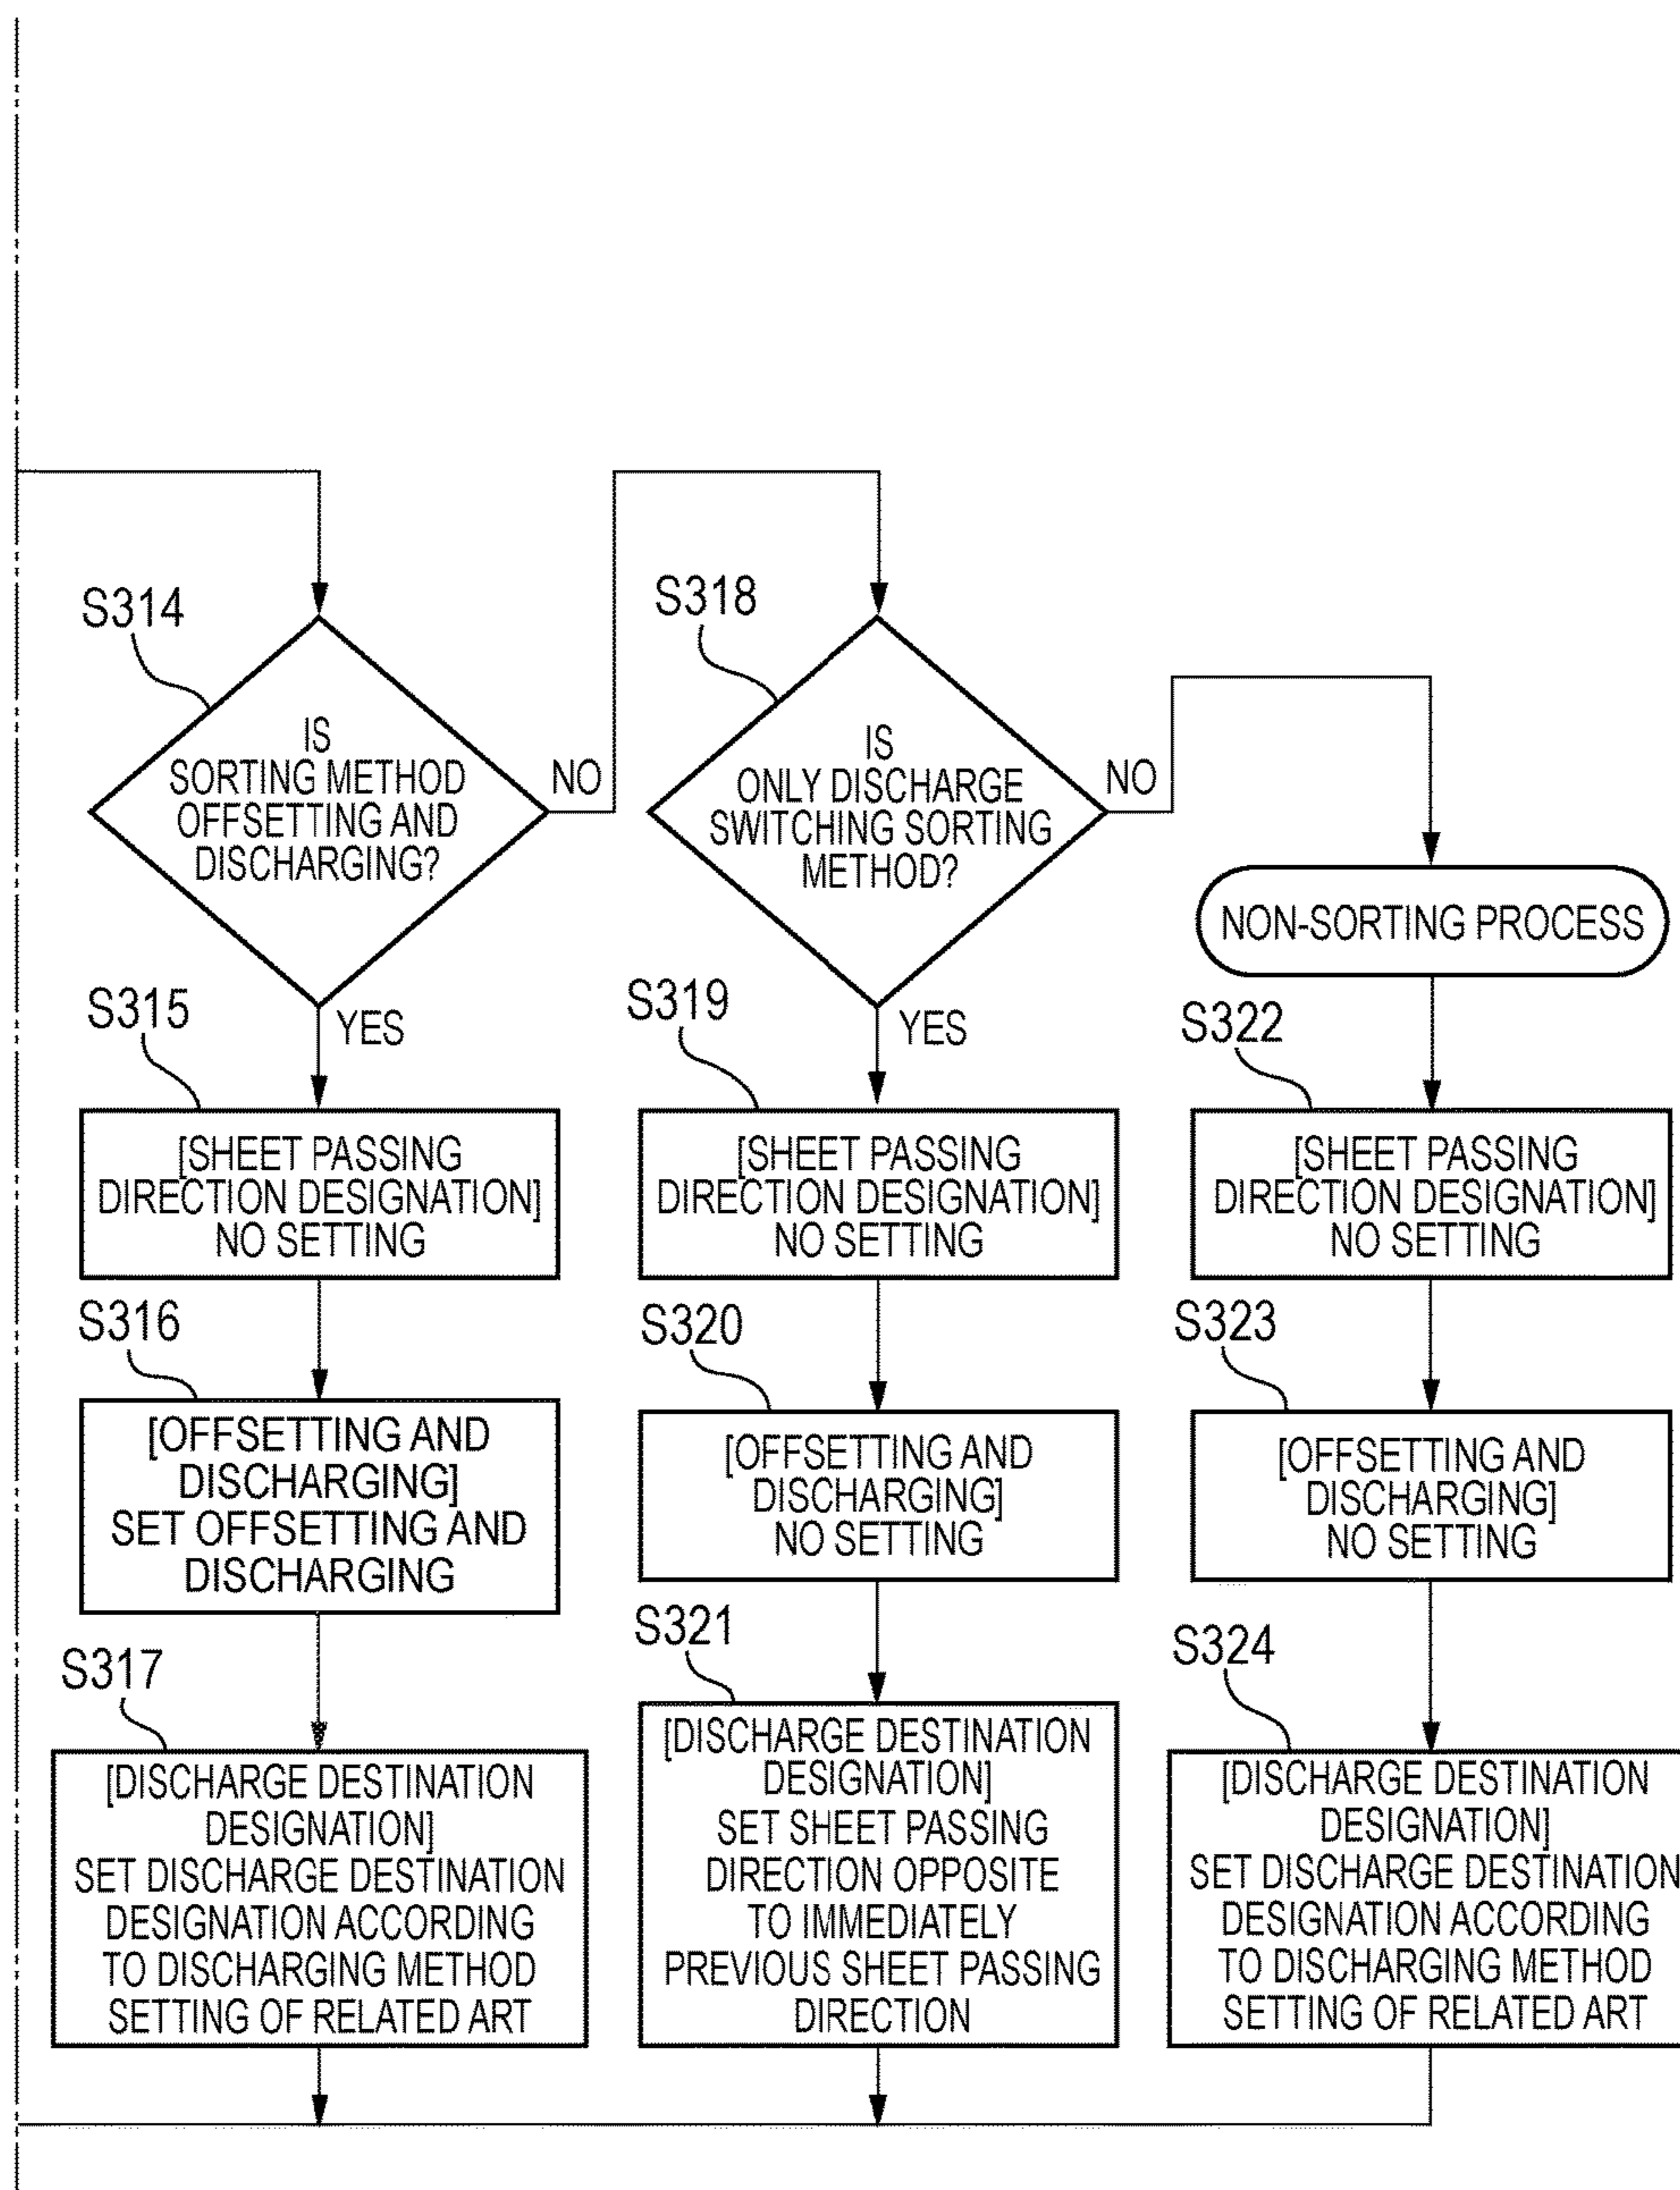 S314
IS
SORTING METHOD
OFFSETTING AND
DISCHARGING?
NO
YES
S315
[SHEET PASSING
DIRECTION DESIGNATION]
NO SETTING
S316
[OFFSETTING AND
DISCHARGING]
SET OFFSETTING AND
DISCHARGING
S317
[DISCHARGE DESTINATION
DESIGNATION]
SET DISCHARGE DESTINATION
DESIGNATION ACCORDING
TO DISCHARGING METHOD
SETTING OF RELATED ART
S318
IS
ONLY DISCHARGE
SWITCHING SORTING
METHOD?
NO
YES
S319
[SHEET PASSING
DIRECTION DESIGNATION]
NO SETTING
S320
[OFFSETTING AND
DISCHARGING]
NO SETTING
S321
[DISCHARGE DESTINATION
DESIGNATION]
SET SHEET PASSING
DIRECTION OPPOSITE
TO IMMEDIATELY
PREVIOUS SHEET PASSING
DIRECTION
NON-SORTING PROCESS
S322
[SHEET PASSING
DIRECTION DESIGNATION]
NO SETTING
S323
[OFFSETTING AND
DISCHARGING]
NO SETTING
S324
[DISCHARGE DESTINATION
DESIGNATION]
SET DISCHARGE DESTINATION
DESIGNATION ACCORDING
TO DISCHARGING METHOD
SETTING OF RELATED ART